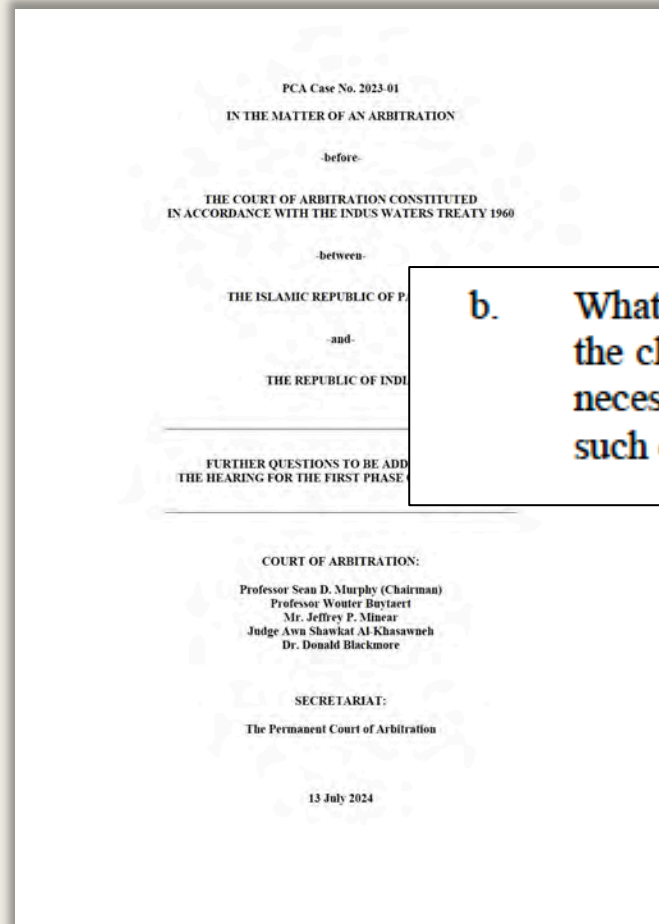 PCA Case No. 2023-01
IN THE MATTER OF AN ARBITRATION
-before-
THE COURT OF ARBITRATION CONSTITUTED
IN ACCORDANCE WITH THE INDUS WATERS TREATY 1960
-between-
THE ISLAMIC REPUBLIC OF
-and-
THE REPUBLIC OF
FURTHER QUESTIONS TO BE
THE HEARING FOR THE FIRST PHASE
COURT OF ARBITRATION:
Professor Sean D. Murphy (Chairman)
Professor Wouter Buytaert
Mr. Jeffrey P. Minear
Judge Awn Shawkat Al-Khasawneh
Dr. Donald Blackmore
SECRETARIAT:
The Permanent Court of Arbitration
13 July 2024
b. What
the
such